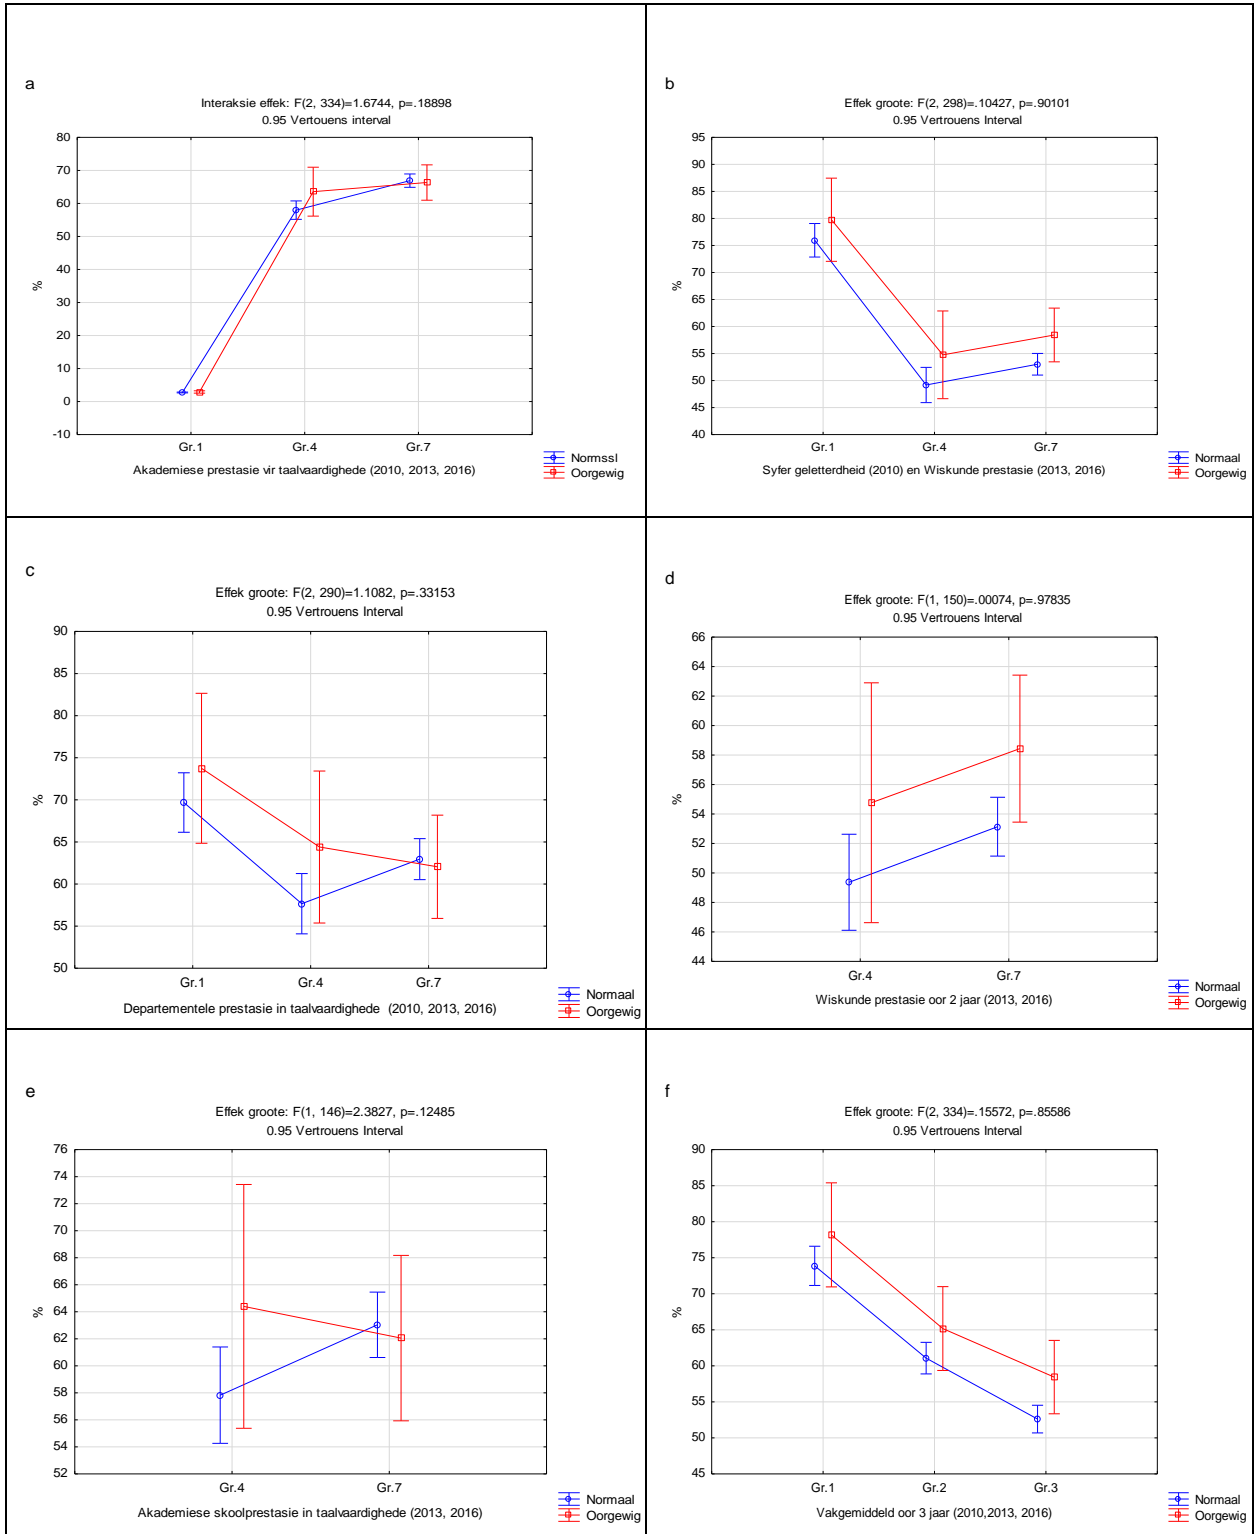 a
Interaksie effek: F(2, 334)=1.6744, p=.18898
0.95 Vertouens interval
80
70
60
50
40
30
20
10
0
-10
%
Gr.1 Gr.4 Gr.7
Akademiese prestasie vir taalvaardighede (2010, 2013, 2016)
Normssl
Oorgewig
b
Effek groote: F(2, 298)=.10427, p=.90101
0.95 Vertrouens Interval
95
90
85
80
75
70
65
60
55
50
45
40
%
Gr.1 Gr.4 Gr.7
Syfer geletterdheid (2010) en Wiskunde prestasie (2013, 2016)
Normaal
Oorgewig
c
Effek groote: F(2, 290)=1.1082, p=.33153
0.95 Vertrouens Interval
90
85
80
75
70
65
60
55
50
%
Gr.1 Gr.4 Gr.7
Departementele prestasie in taalvaardighede (2010, 2013, 2016)
Normaal
Oorgewig
d
Effek groote: F(1, 150)=.00074, p=.97835
0.95 Vertrouens Interval
66
64
62
60
58
56
54
52
50
48
46
44
%
Gr.4 Gr.7
Wiskunde prestasie oor 2 jaar (2013, 2016)
Normaal
Oorgewig
e
Effek groote: F(1, 146)=2.3827, p=.12485
0.95 Vertrouens Interval
76
74
72
70
68
66
64
62
60
58
56
54
52
%
Gr.4 Gr.7
Akademiese skoolprestasie in taalvaardighede (2013, 2016)
Normaal
Oorgewig
f
Effek groote: F(2, 334)=.15572, p=.85586
0.95 Vertrouens Interval
90
85
80
75
70
65
60
55
50
45
%
Gr.1 Gr.2 Gr.3
Vakgemiddeld oor 3 jaar (2010,2013, 2016)
Normaal
Oorgewig